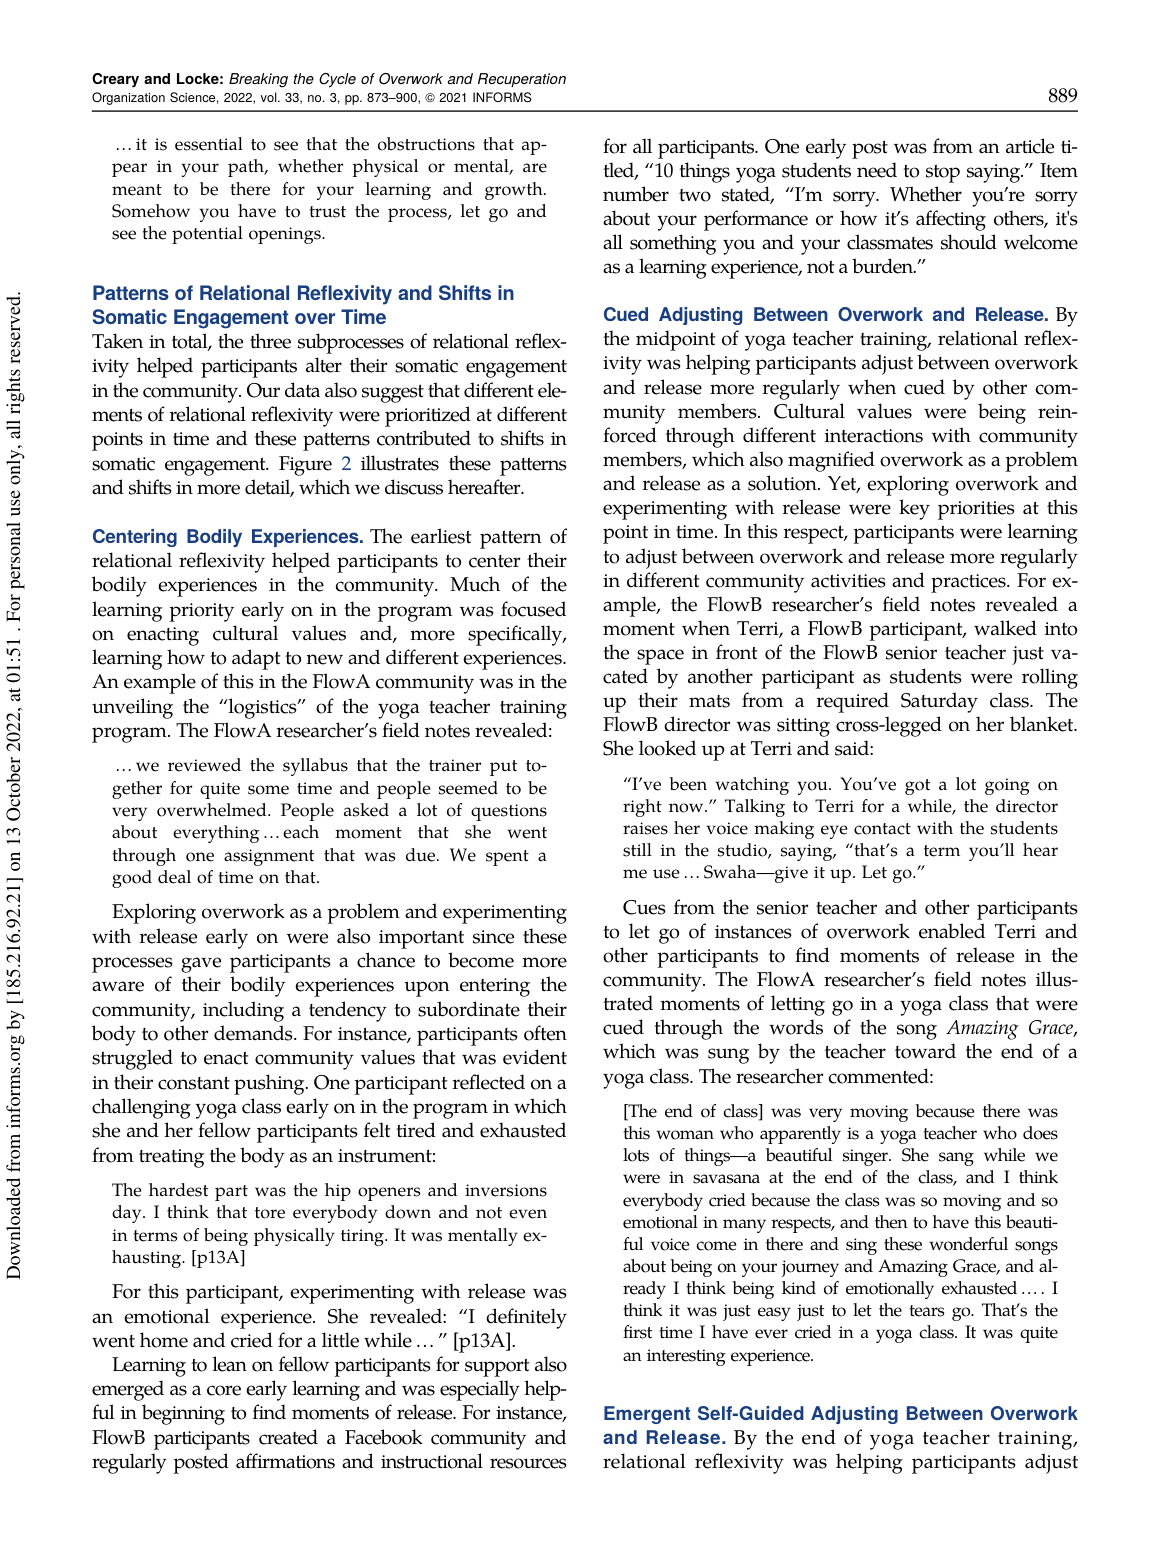 Creary and Locke: Breaking the Cycle of Overwork and Recuperation
Organization Science, 2022, vol. 33, no. 3, pp. 873–900, © 2021 INFORMS
889
…it is essential to see that the obstructions that ap-
pear in your path, whether physical or mental, are
meant to be there for your learning and growth.
Somehow you have to trust the process, let go and
see the potential openings.
Patterns of Relational Reflexivity and Shifts in
Somatic Engagement over Time
Taken in total, the three subprocesses of relational reflex-
ivity helped participants alter their somatic engagement
in the community. Our data also suggest that different ele-
ments of relational reflexivity were prioritized at different
points in time and these patterns contributed to shifts in
somatic engagement. Figure 2 illustrates these patterns
and shifts in more detail, which we discuss hereafter.
Centering Bodily Experiences. The earliest pattern of
relational reflexivity helped participants to center their
bodily experiences in the community. Much of the
learning priority early on in the program was focused
on enacting cultural values and, more specifically,
learning how to adapt to new and different experiences.
An example of this in the FlowA community was in the
unveiling the “logistics” of the yoga teacher training
program. The FlowA researcher’s field notes revealed:
…we reviewed the syllabus that the trainer put to-
gether for quite some time and people seemed to be
very overwhelmed. People asked a lot of questions
about everything…each moment that she went
through one assignment that was due. We spent a
good deal of time on that.
Exploring overwork as a problem and experimenting
with release early on were also important since these
processes gave participants a chance to become more
aware of their bodily experiences upon entering the
community, including a tendency to subordinate their
body to other demands. For instance, participants often
struggled to enact community values that was evident
in their constant pushing. One participant reflected on a
challenging yoga class early on in the program in which
she and her fellow participants felt tired and exhausted
from treating the body as an instrument:
The hardest part was the hip openers and inversions
day. I think that tore everybody down and not even
in terms of being physically tiring. It was mentally ex-
hausting. [p13A]
For this participant, experimenting with release was
an emotional experience. She revealed: “I definitely
went home and cried for a little while…” [p13A].
Learning to lean on fellow participants for support also
emerged as a core early learning and was especially help-
ful in beginning to find moments of release. For instance,
FlowB participants created a Facebook community and
regularly posted affirmations and instructional resources
for all participants. One early post was from an article ti-
tled, “10 things yoga students need to stop saying.” Item
number two stated, “I’m sorry. Whether you’re sorry
about your performance or how it’s affecting others, it's
all something you and your classmates should welcome
as a learning experience, not a burden.”
Cued Adjusting Between Overwork and Release. By
the midpoint of yoga teacher training, relational reflex-
ivity was helping participants adjust between overwork
and release more regularly when cued by other com-
munity members. Cultural values were being rein-
forced through different interactions with community
members, which also magnified overwork as a problem
and release as a solution. Yet, exploring overwork and
experimenting with release were key priorities at this
point in time. In this respect, participants were learning
to adjust between overwork and release more regularly
in different community activities and practices. For ex-
ample, the FlowB researcher’s field notes revealed a
moment when Terri, a FlowB participant, walked into
the space in front of the FlowB senior teacher just va-
cated by another participant as students were rolling
up their mats from a required Saturday class. The
FlowB director was sitting cross-legged on her blanket.
She looked up at Terri and said:
“I’ve been watching you. You’ve got a lot going on
right now.” Talking to Terri for a while, the director
raises her voice making eye contact with the students
still in the studio, saying, “that’s a term you’ll hear
me use…Swaha—give it up. Let go.”
Cues from the senior teacher and other participants
to let go of instances of overwork enabled Terri and
other participants to find moments of release in the
community. The FlowA researcher’s field notes illus-
trated moments of letting go in a yoga class that were
cued through the words of the song Amazing Grace,
which was sung by the teacher toward the end of a
yoga class. The researcher commented:
[The end of class] was very moving because there was
this woman who apparently is a yoga teacher who does
lots of things—a beautiful singer. She sang while we
were in savasana at the end of the class, and I think
everybody cried because the class was so moving and so
emotional in many respects, and then to have this beauti-
ful voice come in there and sing these wonderful songs
about being on your journey and Amazing Grace, and al-
ready I think being kind of emotionally exhausted…. I
think it was just easy just to let the tears go. That’s the
first time I have ever cried in a yoga class. It was quite
an interesting experience.
Emergent Self-Guided Adjusting Between Overwork
and Release. By the end of yoga teacher training,
relational reflexivity was helping participants adjust
Downloaded from informs.org by [185.216.92.21] on 13 October 2022, at 01:51 . For personal use only, all rights reserved.